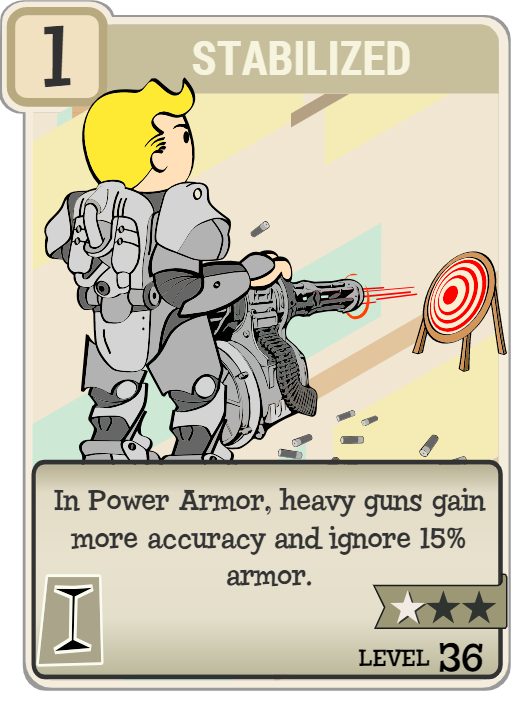 1
STABILIZED
In Power Armor, heavy guns gain
more accuracy and ignore 15%
armor.
LEVEL 36